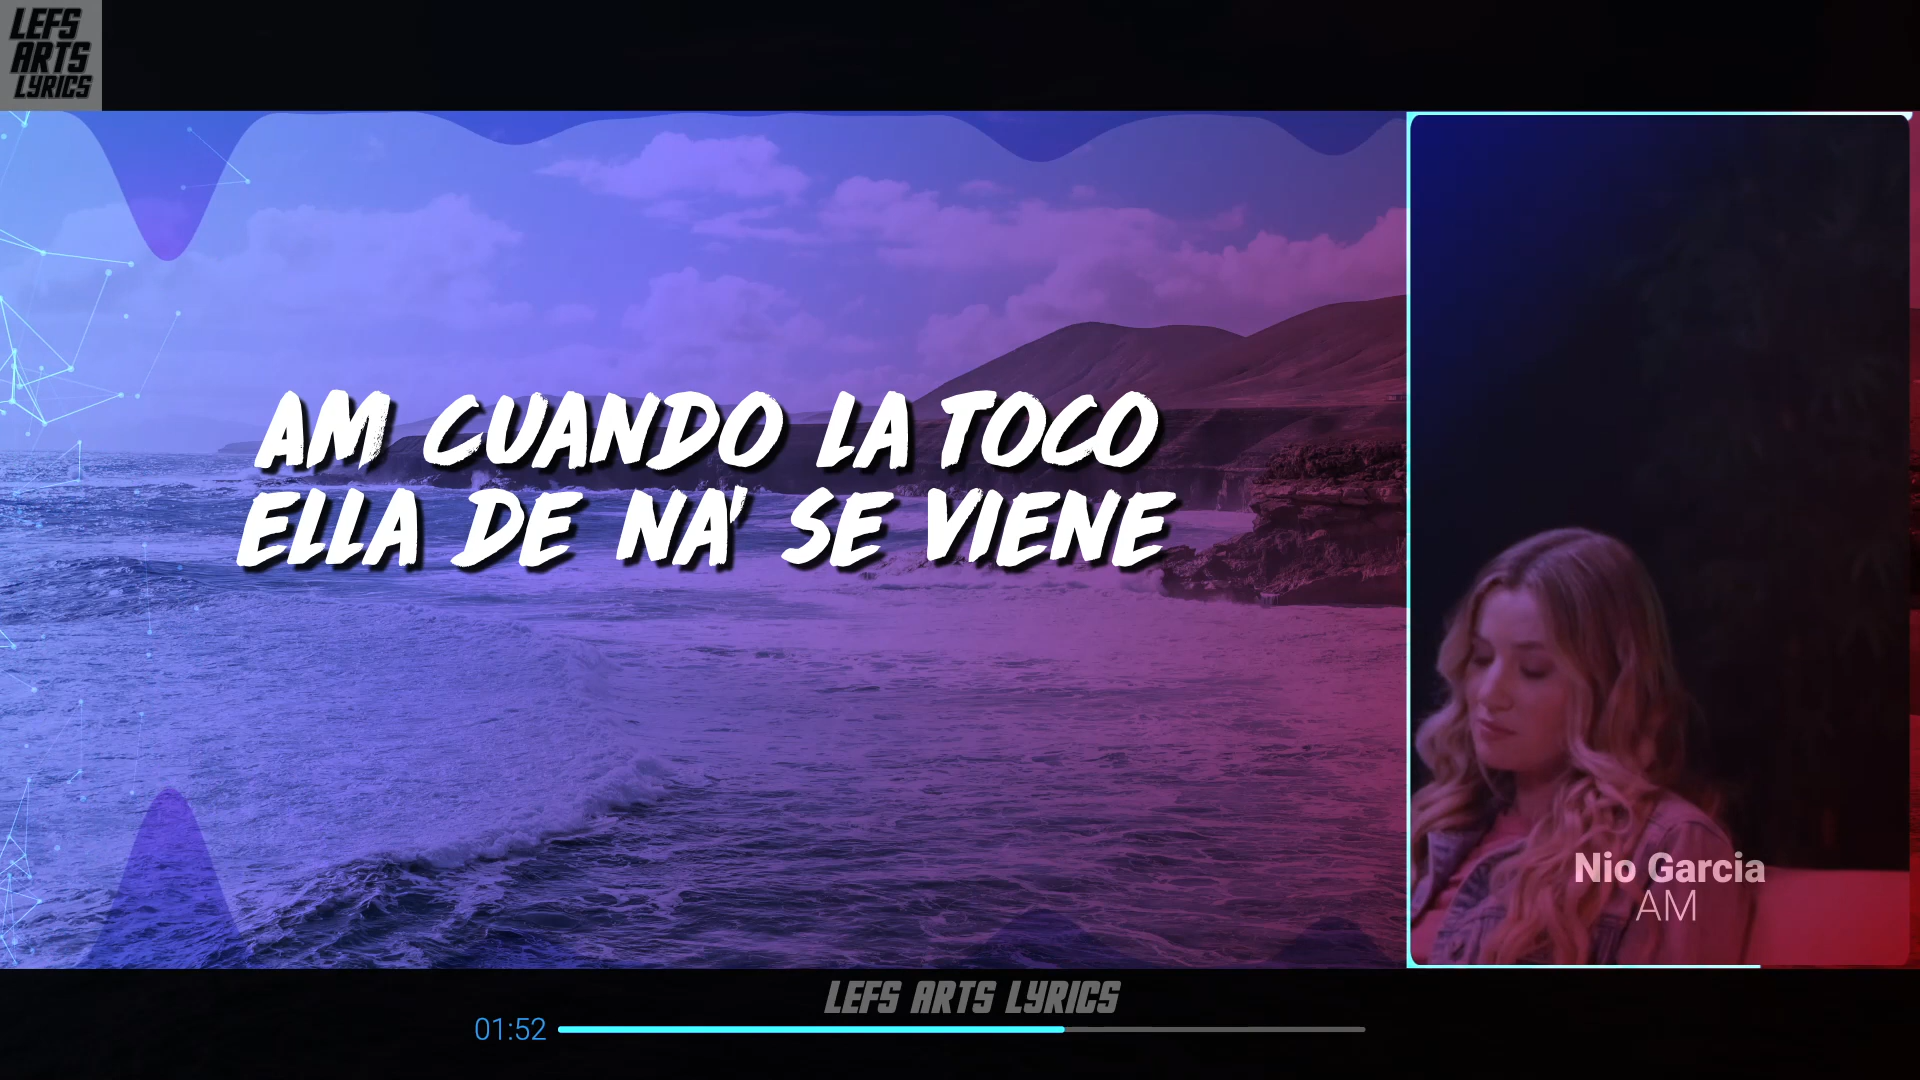 LEFS
ARTS
LYRICS
AM CUANDO LA TOCO
ELLA DE NA' SE VIENE
Nio Garcia
AM
LEFS ARTS LYRICS
01:52